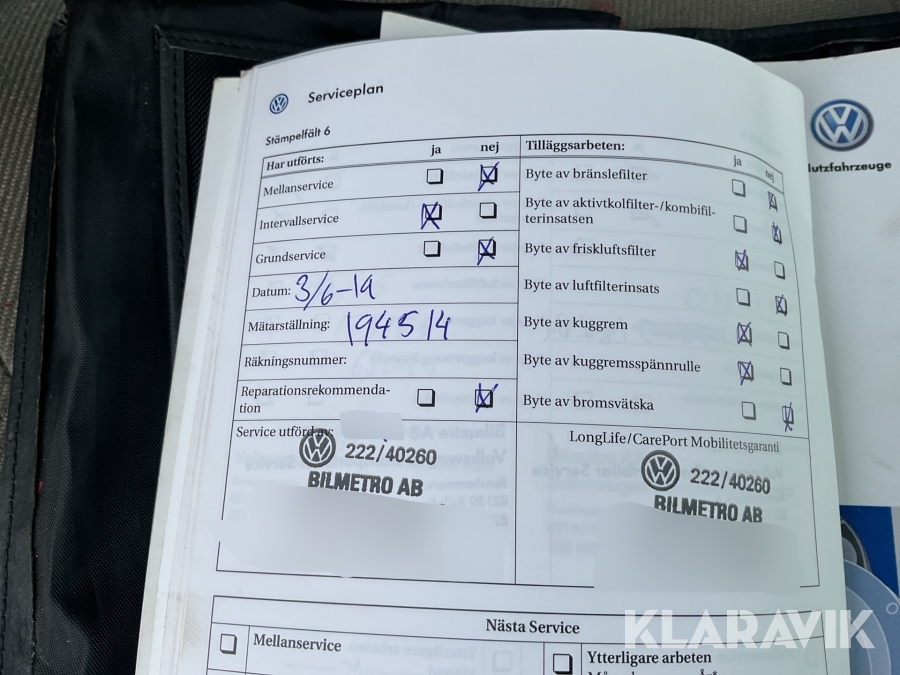 Serviceplan
Stämpelfält 6
Har utförts: ja nej
Mellanservice
Intervallservice
Grundservice
Datum: 3/6-19
Mätarställning: 194514
Räkningsnummer:
Reparationsrekommenda-
tion
Service utförd av:
222/40260
BILMETRO AB
Tilläggsarbeten: ja nej
Byte av bränslefilter
Byte av aktivtkolfilter-/kombifil-
terinsatsen
Byte av friskluftsfilter
Byte av luftfilterinsats
Byte av kuggrem
Byte av kuggremsspännrulle
Byte av bromsvätska
LongLife/CarePort Mobilitetsgaranti
222/40260
BILMETRO AB
Nästa Service
Mellanservice
Ytterligare arbeten
utzfahrzeuge
KLARAVIK